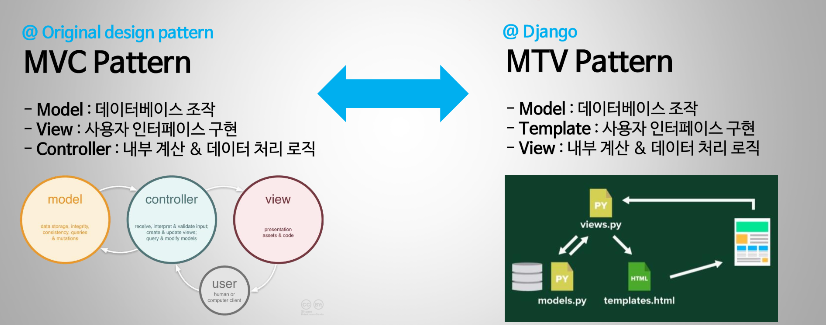 @ Original design pattern
MVC Pattern
- Model : 데이터베이스 조작
- View : 사용자 인터페이스 구현
- Controller : 내부 계산 & 데이터 처리 로직
model
data storage, integrity,
consistency, queries
& mutations
controller
receive, interpret & validate input;
create & update views;
query & modify models
view
presentation
assets & code
user
human or
computer client
@ Django
MTV Pattern
- Model : 데이터베이스 조작
- Template : 사용자 인터페이스 구현
- View : 내부 계산 & 데이터 처리 로직
PY
views.py
PY
models.py
HTML
templates.html